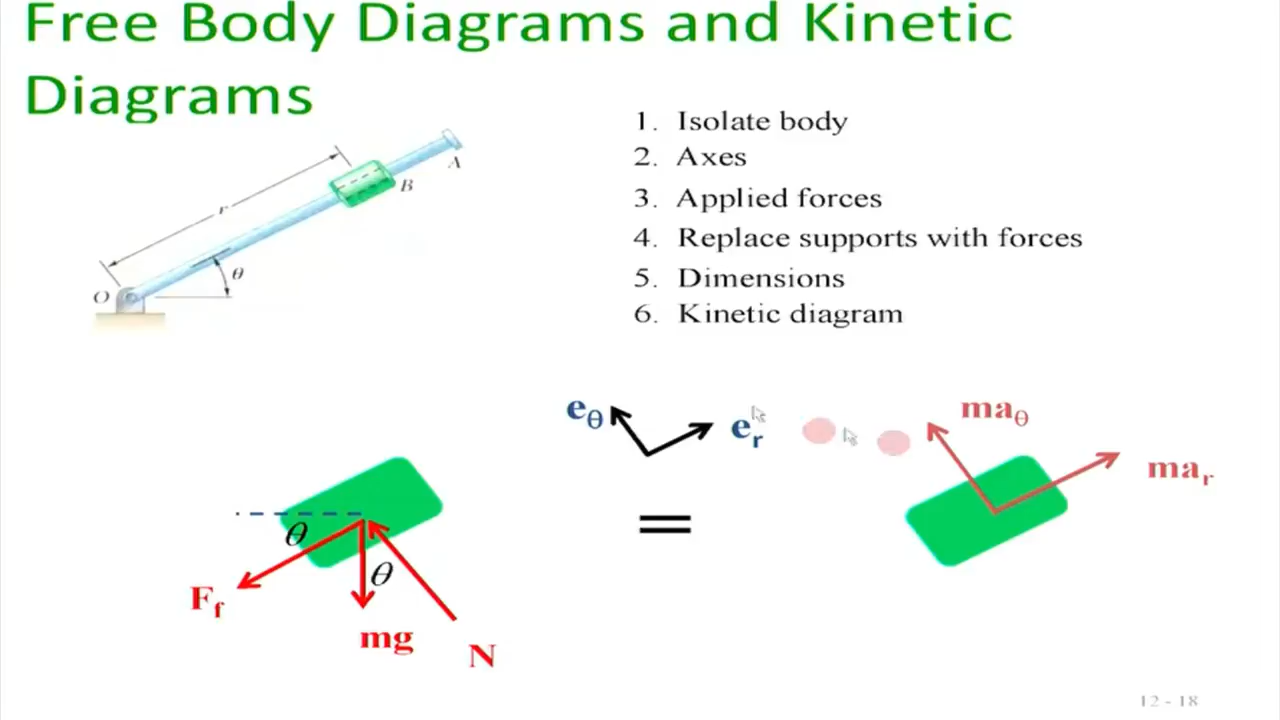 Free Body Diagrams and Kinetic
Diagrams
1. Isolate body
2. Axes
3. Applied forces
4. Replace supports with forces
5. Dimensions
6. Kinetic diagram
A
B
r
θ
O
eθ
er
maθ
mar
θ
θ
Ff
mg
N
=
12 - 18